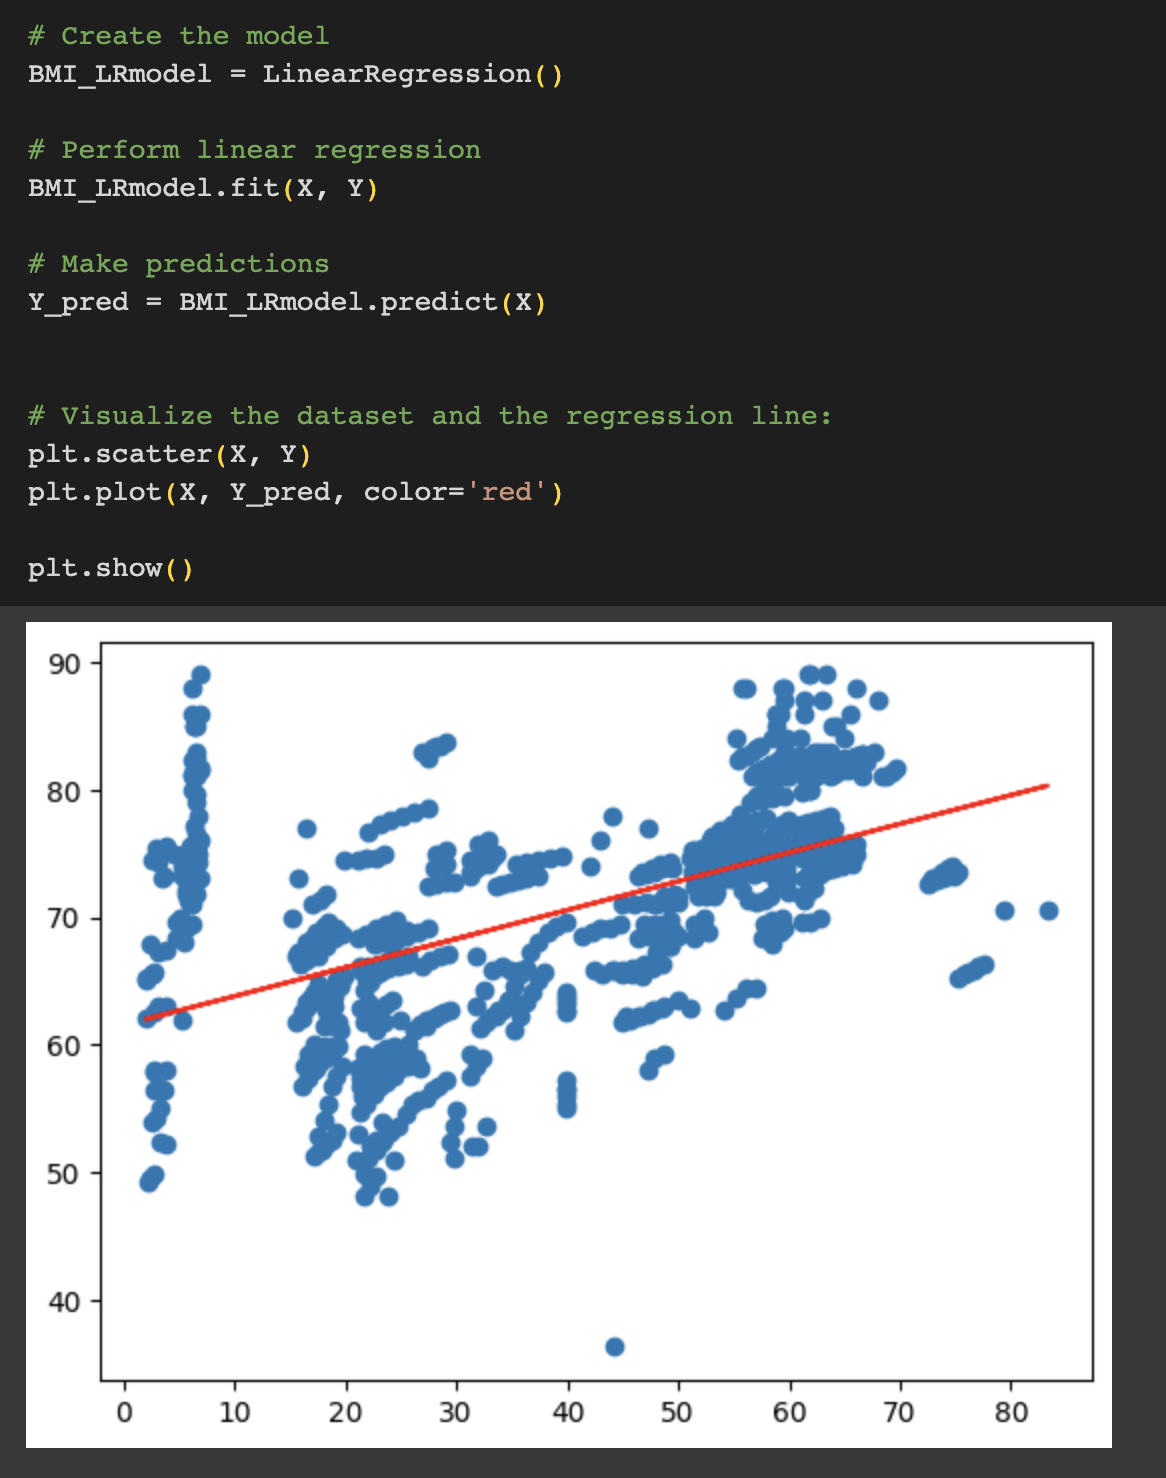 # Create the model
BMI_LRmodel = LinearRegression()
# Perform linear regression
BMI_LRmodel.fit(X, Y)
# Make predictions
Y_pred = BMI_LRmodel.predict(X)
# Visualize the dataset and the regression line:
plt.scatter(X, Y)
plt.plot(X, Y_pred, color='red')
plt.show()
90
80
70
60
50
40
0 10 20 30 40 50 60 70 80